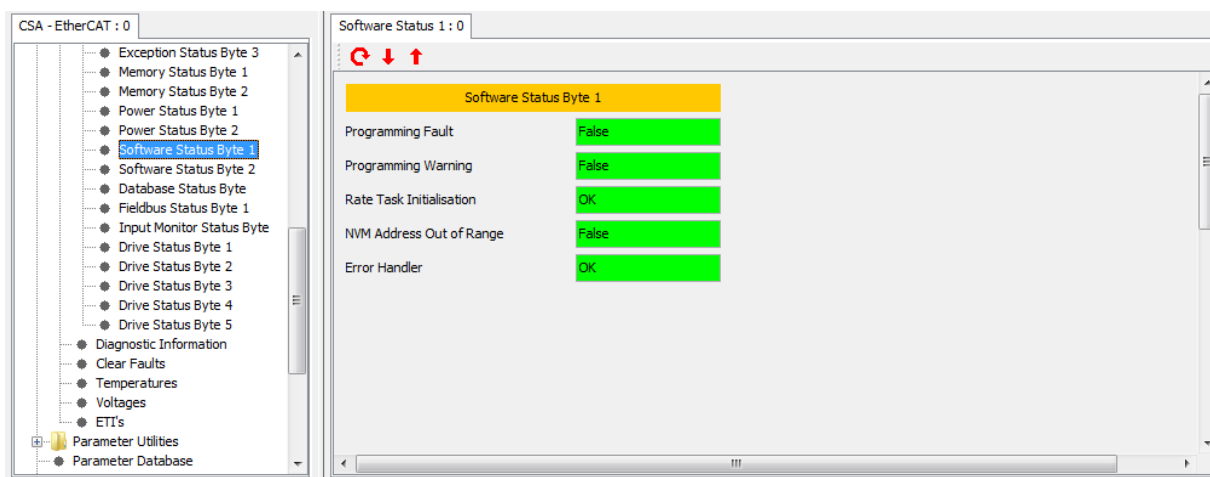 CSA - EtherCAT : 0
Exception Status Byte 3
Memory Status Byte 1
Memory Status Byte 2
Power Status Byte 1
Power Status Byte 2
Software Status Byte 1
Software Status Byte 2
Database Status Byte
Fieldbus Status Byte 1
Input Monitor Status Byte
Drive Status Byte 1
Drive Status Byte 2
Drive Status Byte 3
Drive Status Byte 4
Drive Status Byte 5
Diagnostic Information
Clear Faults
Temperatures
Voltages
ETI's
Parameter Utilities
Parameter Database
Software Status 1 : 0
Software Status Byte 1
Programming Fault False
Programming Warning False
Rate Task Initialisation OK
NVM Address Out of Range False
Error Handler OK